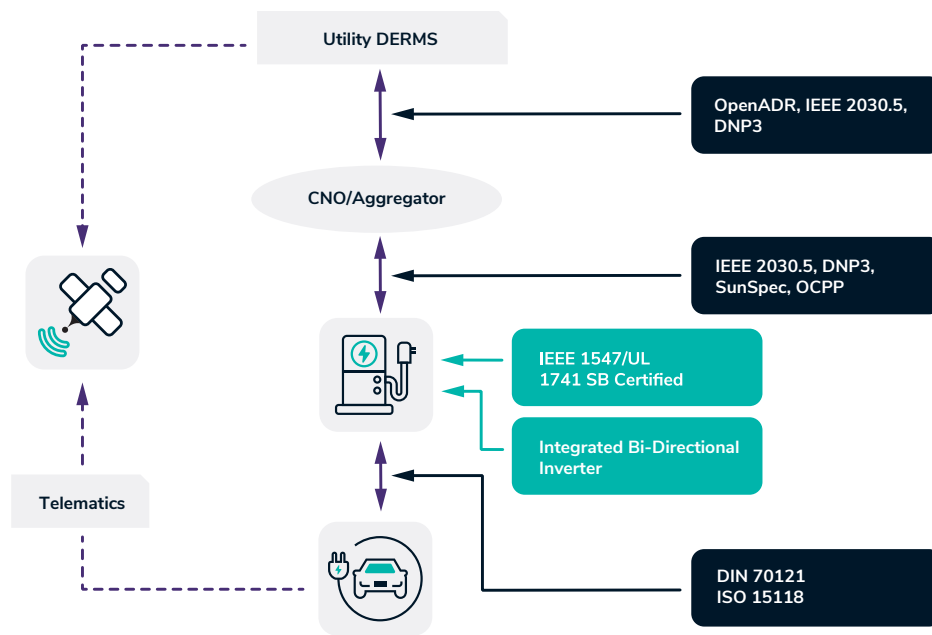 Utility DERMS
OpenADR, IEEE 2030.5,
DNP3
CNO/Aggregator
IEEE 2030.5, DNP3,
SunSpec, OCPP
IEEE 1547/UL
1741 SB Certified
Integrated Bi-Directional
Inverter
Telematics
DIN 70121
ISO 15118